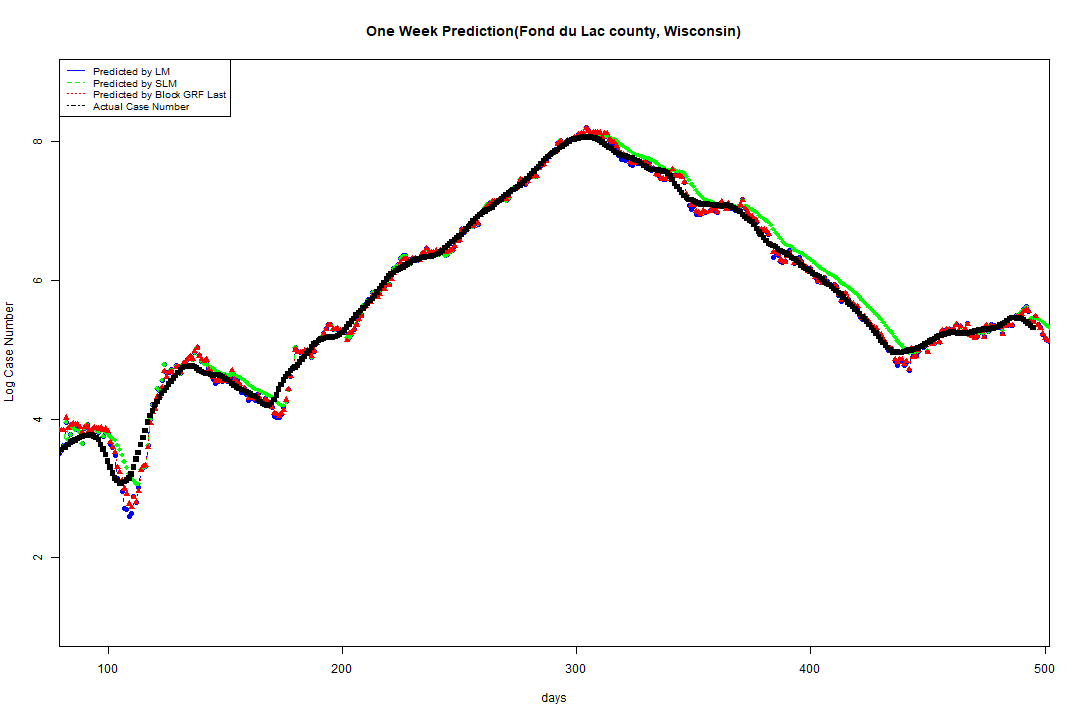 One Week Prediction(Fond du Lac county, Wisconsin)
Predicted by LM
Predicted by SLM
Predicted by Block GRF Last
Actual Case Number
8
6
4
2
Log Case Number
100 200 300 400 500
days